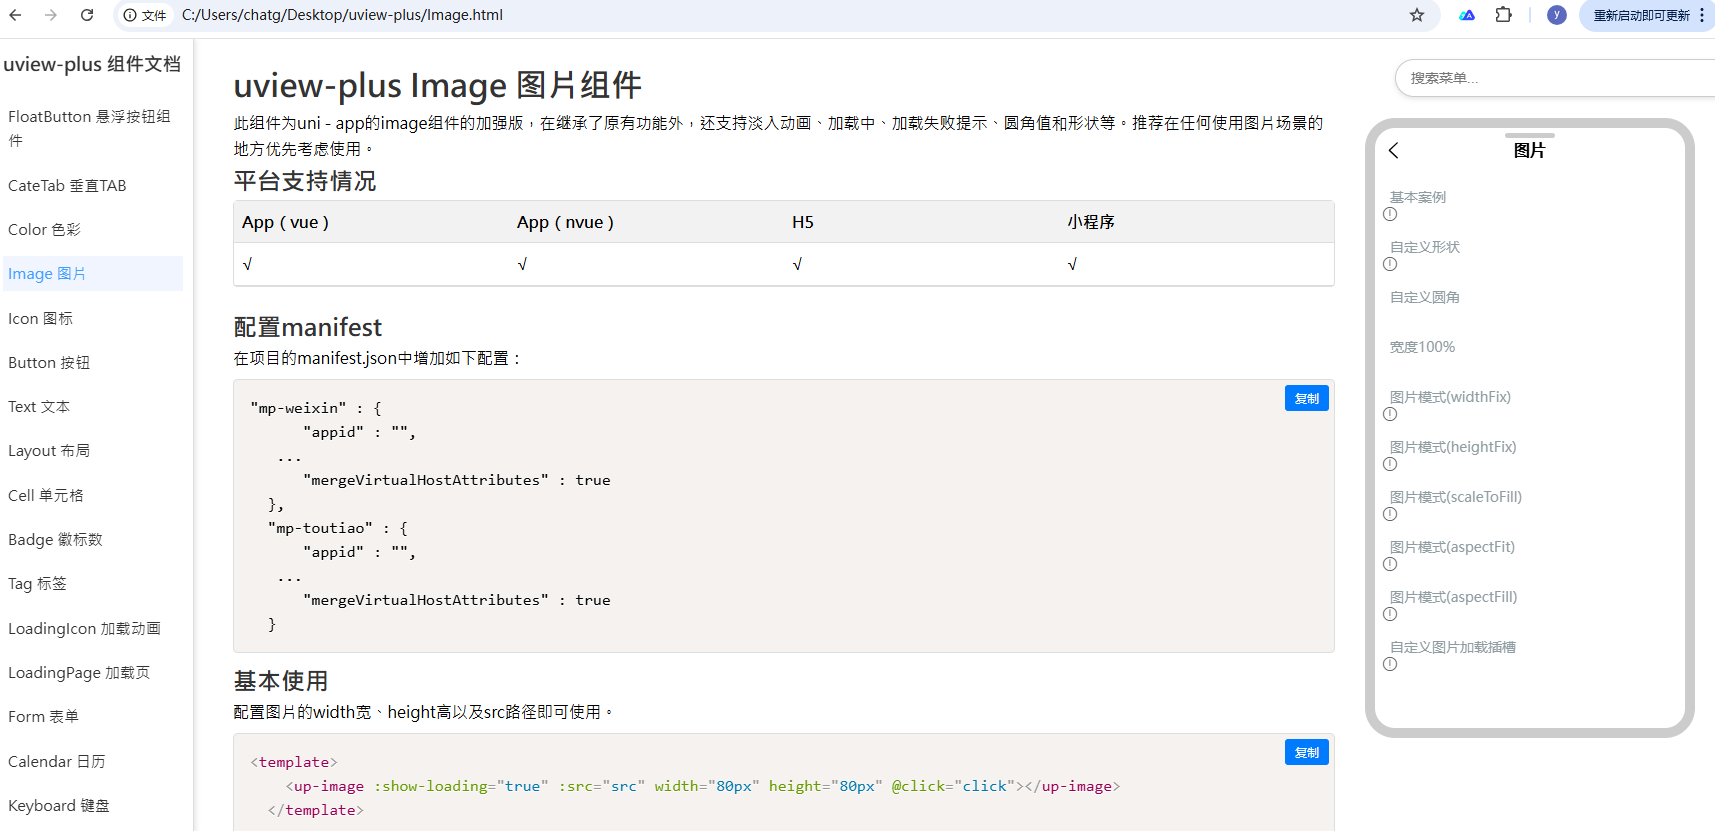 文件
C:/Users/chatg/Desktop/uview-plus/Image.html
y
重新启动即可更新
uview-plus 组件文档
FloatButton 悬浮按钮组
件
CateTab 垂直TAB
Color 色彩
Image 图片
Icon 图标
Button 按钮
Text 文本
Layout 布局
Cell 单元格
Badge 徽标数
Tag 标签
LoadingIcon 加载动画
LoadingPage 加载页
Form 表单
Calendar 日历
Keyboard 键盘
uview-plus Image 图片组件
此组件为uni - app的image组件的加强版，在继承了原有功能外，还支持淡入动画、加载中、加载失败提示、圆角值和形状等。推荐在任何使用图片场景的
地方优先考虑使用。
平台支持情况
App（vue） App（nvue） H5 小程序
√ √ √ √
配置manifest
在项目的manifest.json中增加如下配置：
复制
"mp-weixin" : {
"appid" : "",
...
"mergeVirtualHostAttributes" : true
},
"mp-toutiao" : {
"appid" : "",
...
"mergeVirtualHostAttributes" : true
}
基本使用
配置图片的width宽、height高以及src路径即可使用。
复制
<template>
<up-image :show-loading="true" :src="src" width="80px" height="80px" @click="click"></up-image>
</template>
搜索菜单...
图片
基本案例
自定义形状
自定义圆角
宽度100%
图片模式(widthFix)
图片模式(heightFix)
图片模式(scaleToFill)
图片模式(aspectFit)
图片模式(aspectFill)
自定义图片加载插槽